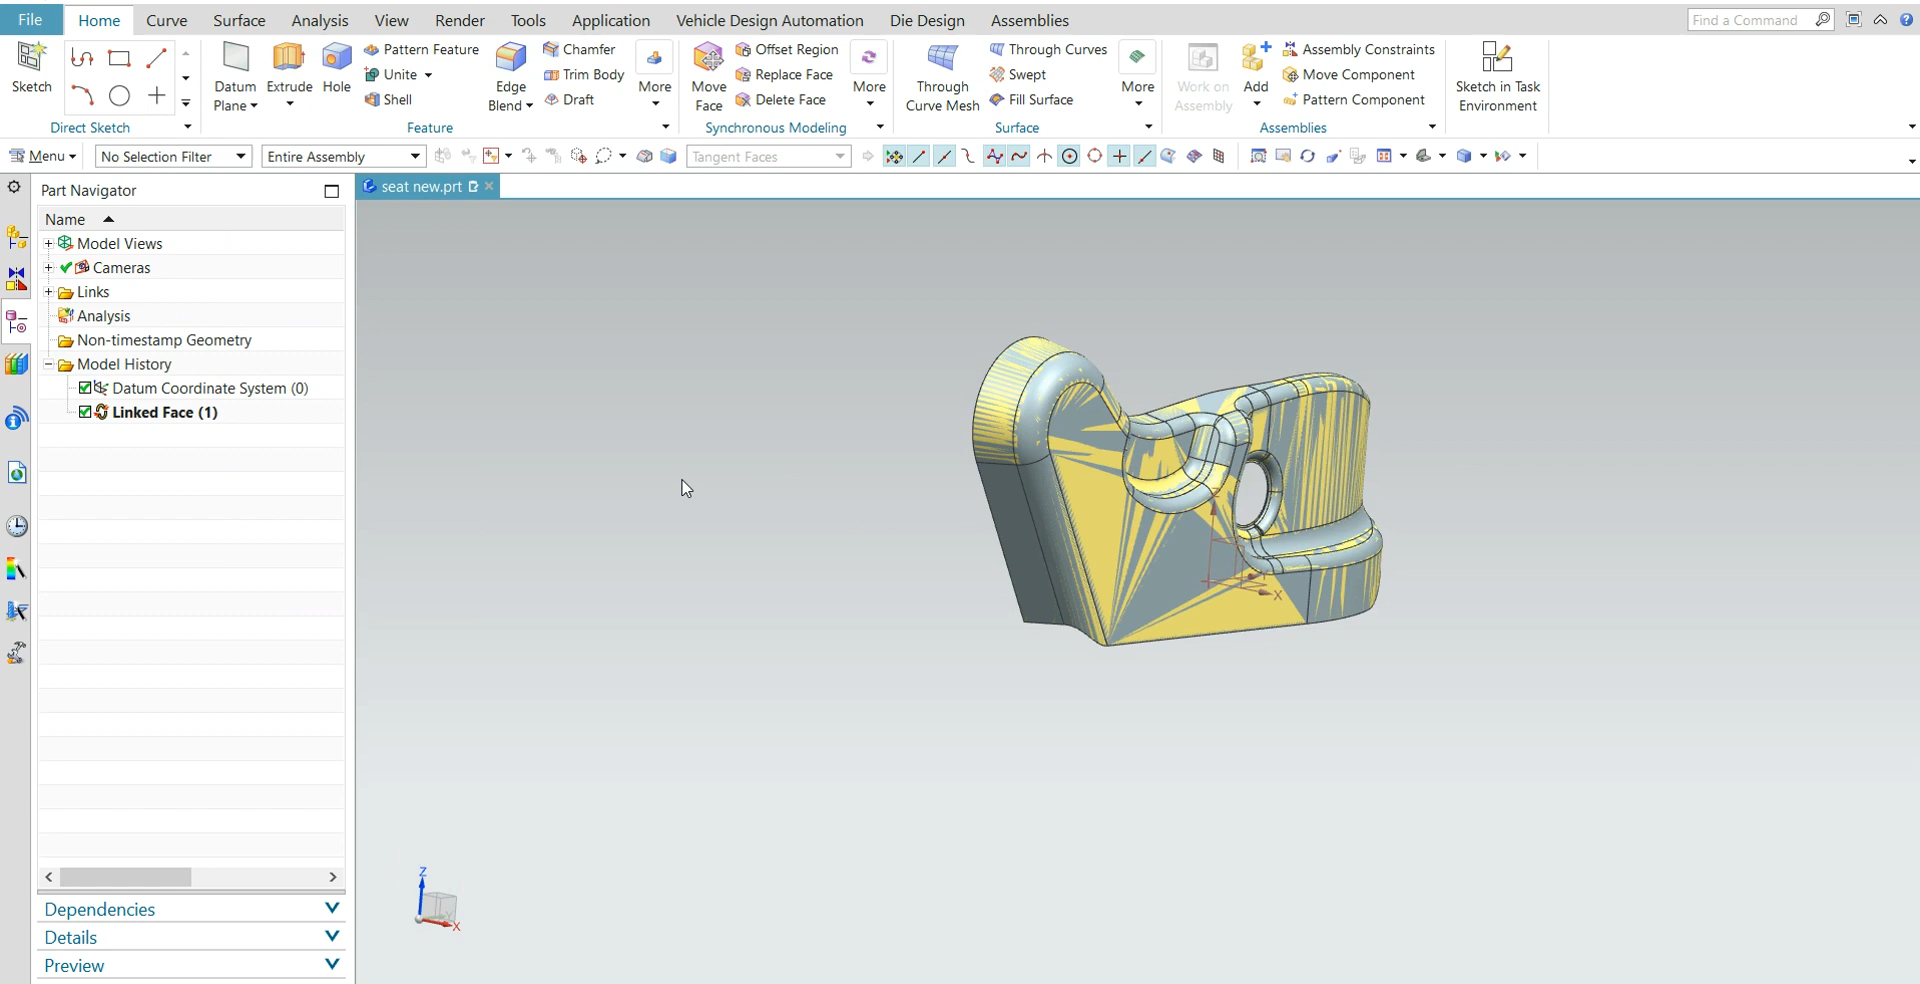 File Home Curve Surface Analysis View Render Tools Application Vehicle Design Automation Die Design Assemblies Find a Command
Sketch
Direct Sketch
Datum Plane Extrude Hole
Pattern Feature
Unite
Shell
Edge Blend
Chamfer
Trim Body
Draft
More
Feature
Move Face
Offset Region
Replace Face
Delete Face
More
Synchronous Modeling
Through Curve Mesh
Through Curves
Swept
Fill Surface
More
Surface
Work on Assembly
Add
Assembly Constraints
Move Component
Pattern Component
Assemblies
Sketch in Task Environment
Menu No Selection Filter Entire Assembly Tangent Faces
Part Navigator
seat new.prt
Name
Model Views
Cameras
Links
Analysis
Non-timestamp Geometry
Model History
Datum Coordinate System (0)
Linked Face (1)
Z
X
Z
Y
X
Dependencies
Details
Preview